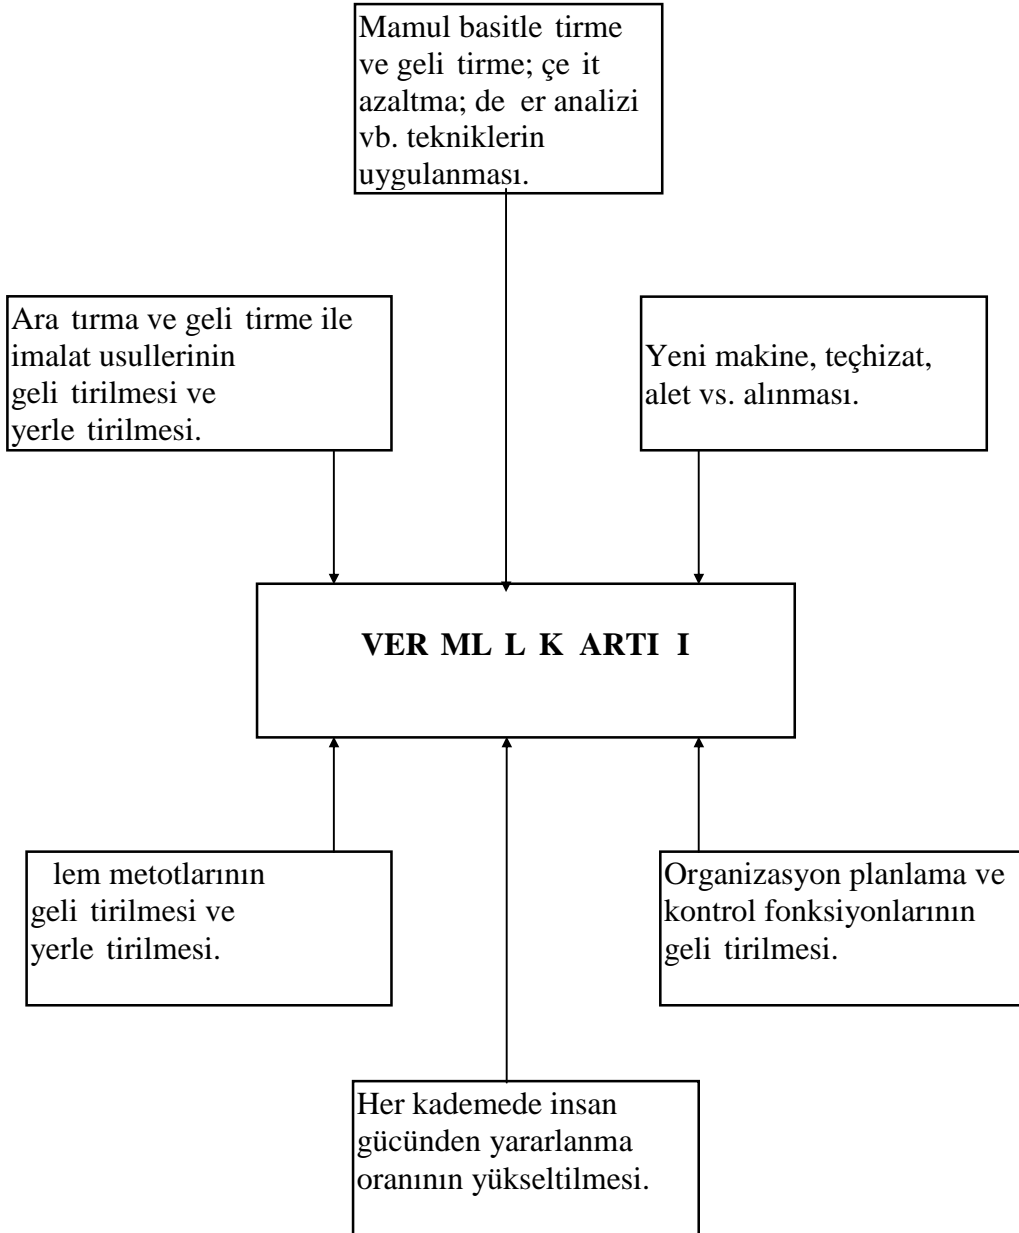 Mamul basitle tirme
ve geli tirme; çe it
azaltma; de er analizi
vb. tekniklerin
uygulanması.
Ara tırma ve geli tirme ile
imalat usullerinin
geli tirilmesi ve
yerle tirilmesi.
Yeni makine, teçhizat,
alet vs. alınması.
VER ML L K ARTI I
lem metotlarının
geli tirilmesi ve
yerle tirilmesi.
Organizasyon planlama ve
kontrol fonksiyonlarının
geli tirilmesi.
Her kademede insan
gücünden yararlanma
oranının yükseltilmesi.